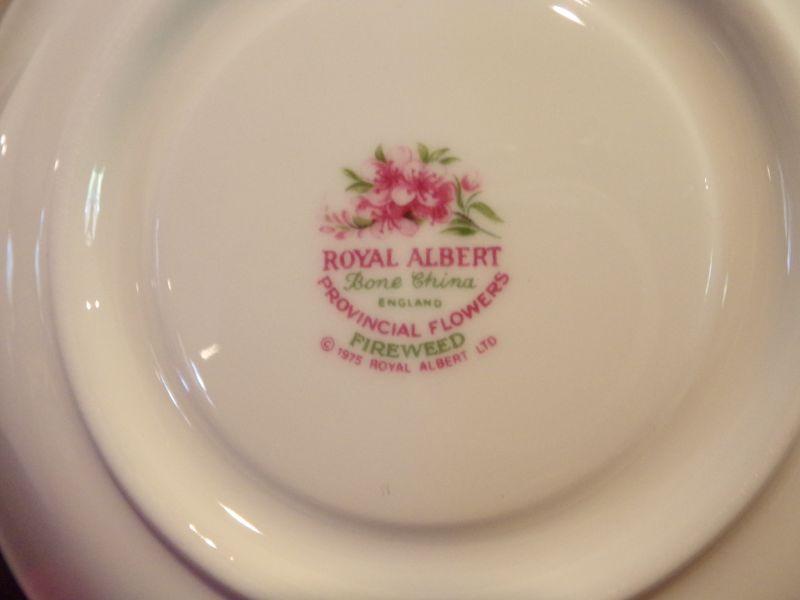 ROYAL ALBERT
Bone China
ENGLAND
PROVINCIAL FLOWERS
FIREWEED
© 1975 ROYAL ALBERT LTD